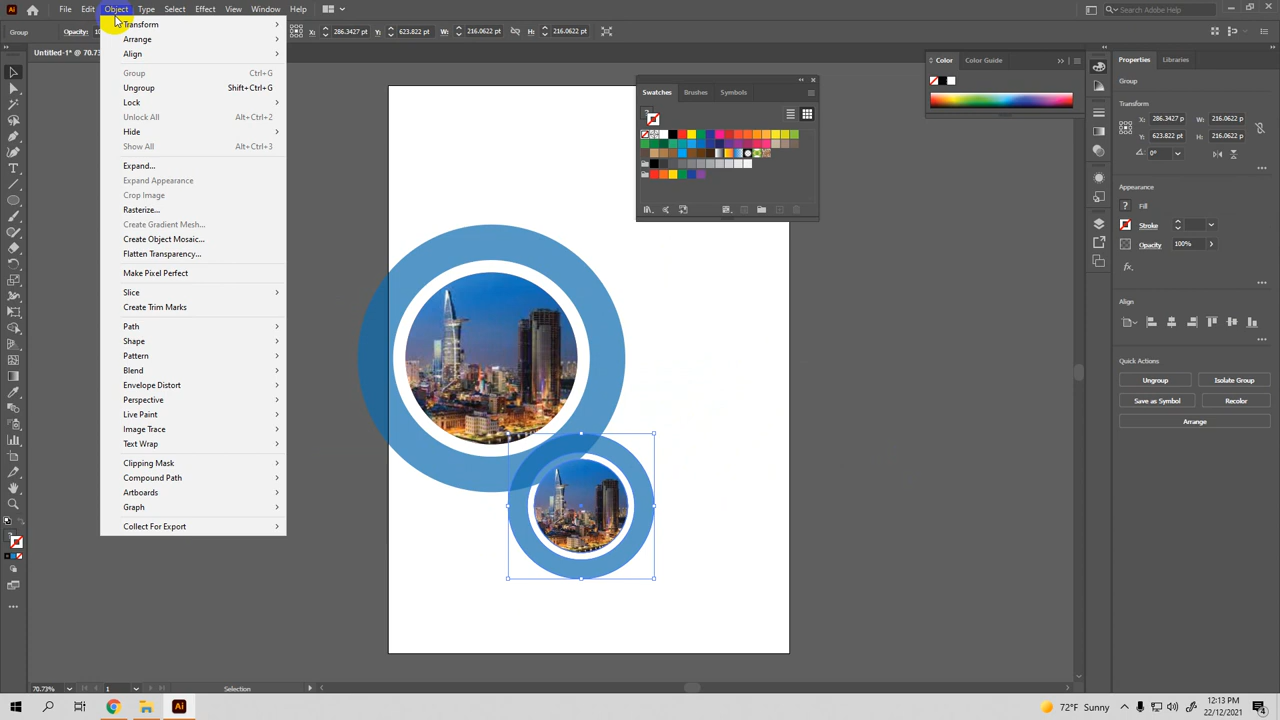 Ai File Edit Object Type Select Effect View Window Help Search Adobe Help
Group Opacity: X: 286.3427 pt Y: 623.822 pt W: 216.0622 pt H: 216.0622 pt
Untitled-1* @ 70.73
Transform
Arrange
Align
Group Ctrl+G
Ungroup Shift+Ctrl+G
Lock
Unlock All Alt+Ctrl+2
Hide
Show All Alt+Ctrl+3
Expand...
Expand Appearance
Crop Image
Rasterize...
Create Gradient Mesh...
Create Object Mosaic...
Flatten Transparency...
Make Pixel Perfect
Slice
Create Trim Marks
Path
Shape
Pattern
Blend
Envelope Distort
Perspective
Live Paint
Image Trace
Text Wrap
Clipping Mask
Compound Path
Artboards
Graph
Collect For Export
Swatches Brushes Symbols
Color Color Guide
Properties Libraries
Group
Transform
X: 286.3427 p W: 216.0622 p
Y: 623.822 pt H: 216.0622 p
0°
Appearance
? Fill
Stroke
Opacity 100%
fx.
Align
Quick Actions
Ungroup Isolate Group
Save as Symbol Recolor
Arrange
70.73% 1 Selection
Ai 72°F Sunny 12:13 PM
22/12/2021